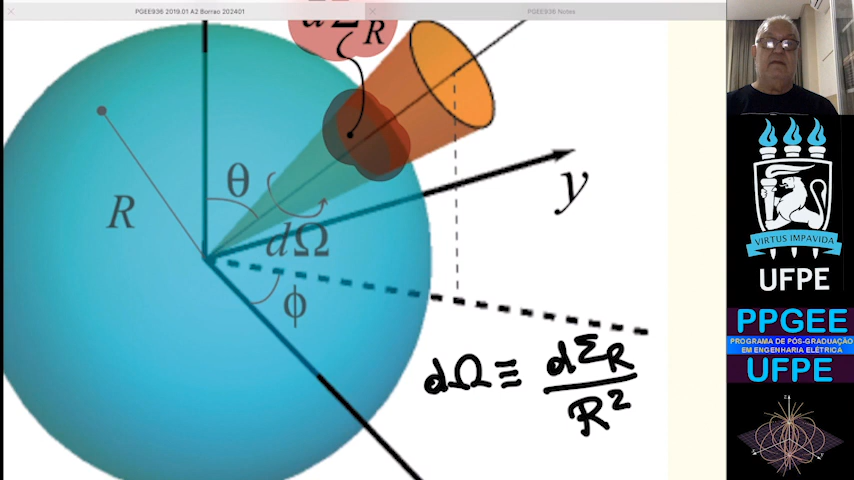 PGEE936 2019.01 A2 Borrao 202401
PGEE936 Notes
dΣR
θ
R
dΩ
y
ϕ
dΩ ≡ dΣR
R²
VIRTUS IMPAVIDA
UFPE
PPGEE
PROGRAMA DE PÓS-GRADUAÇÃO
EM ENGENHARIA ELÉTRICA
UFPE